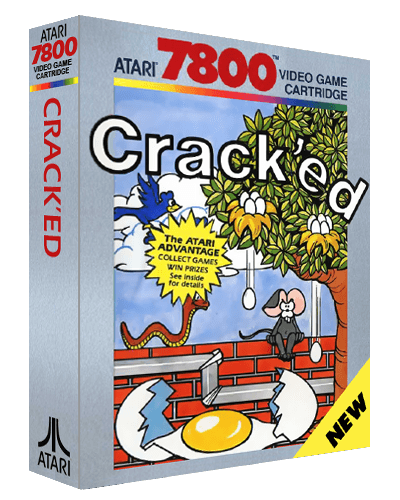 ATARI
7800
VIDEO GAME
CARTRIDGE
CRACK'ED
ATARI
ATARI 7800™ VIDEO GAME
CARTRIDGE
Crack'ed
The ATARI
ADVANTAGE
COLLECT GAMES
WIN PRIZES
See inside
for details
NEW